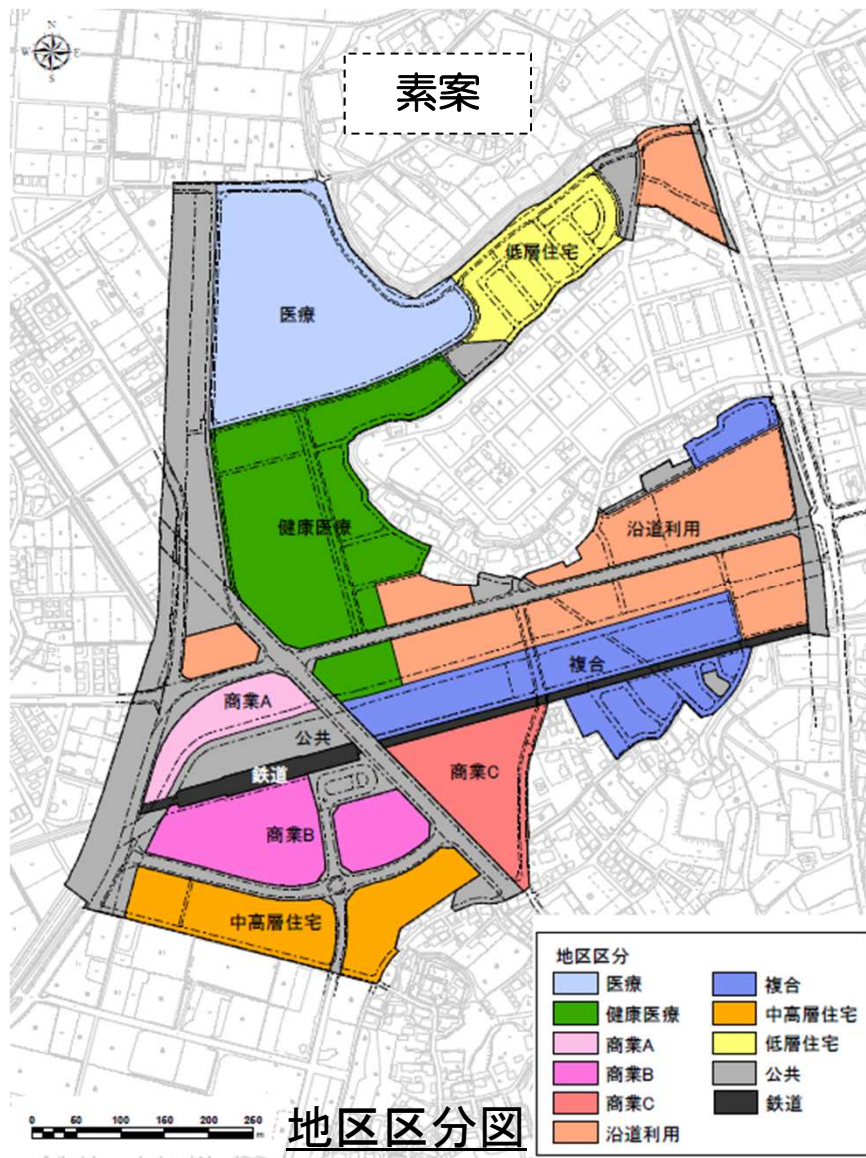 N
W E
S
素案
低層住宅
医療
健康医療
沿道利用
複合
商業A
公共
鉄道
商業C
商業B
中高層住宅
地区区分
医療
健康医療
商業A
商業B
商業C
沿道利用
複合
中高層住宅
低層住宅
公共
鉄道
0 50 100 150 200 250
m
地区区分図